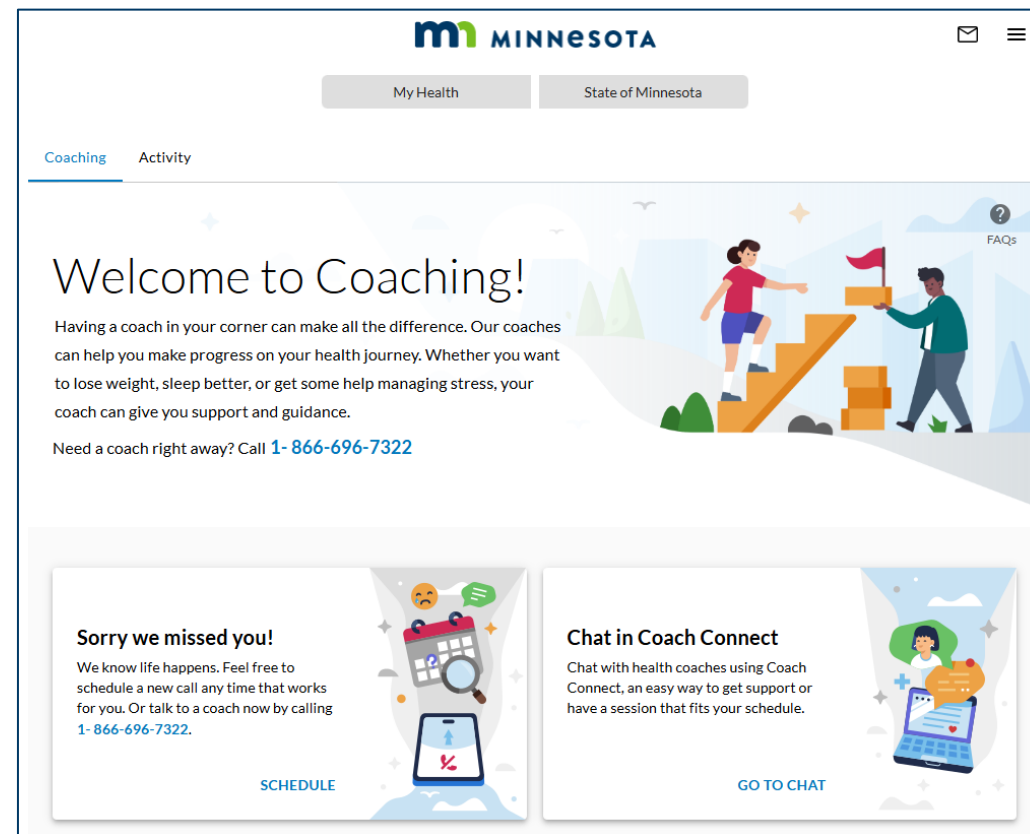 mn MINNESOTA
My Health State of Minnesota
Coaching Activity
?
FAQs
Welcome to Coaching!
Having a coach in your corner can make all the difference. Our coaches
can help you make progress on your health journey. Whether you want
to lose weight, sleep better, or get some help managing stress, your
coach can give you support and guidance.
Need a coach right away? Call 1- 866-696-7322
Sorry we missed you!
We know life happens. Feel free to
schedule a new call any time that works
for you. Or talk to a coach now by calling
1- 866-696-7322.
SCHEDULE
?
Chat in Coach Connect
Chat with health coaches using Coach
Connect, an easy way to get support or
have a session that fits your schedule.
GO TO CHAT